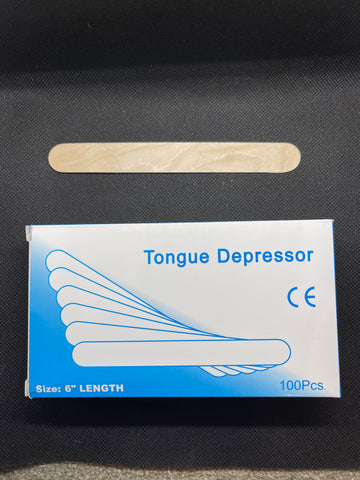 Tongue Depressor
CE
Size: 6" LENGTH
100Pcs.